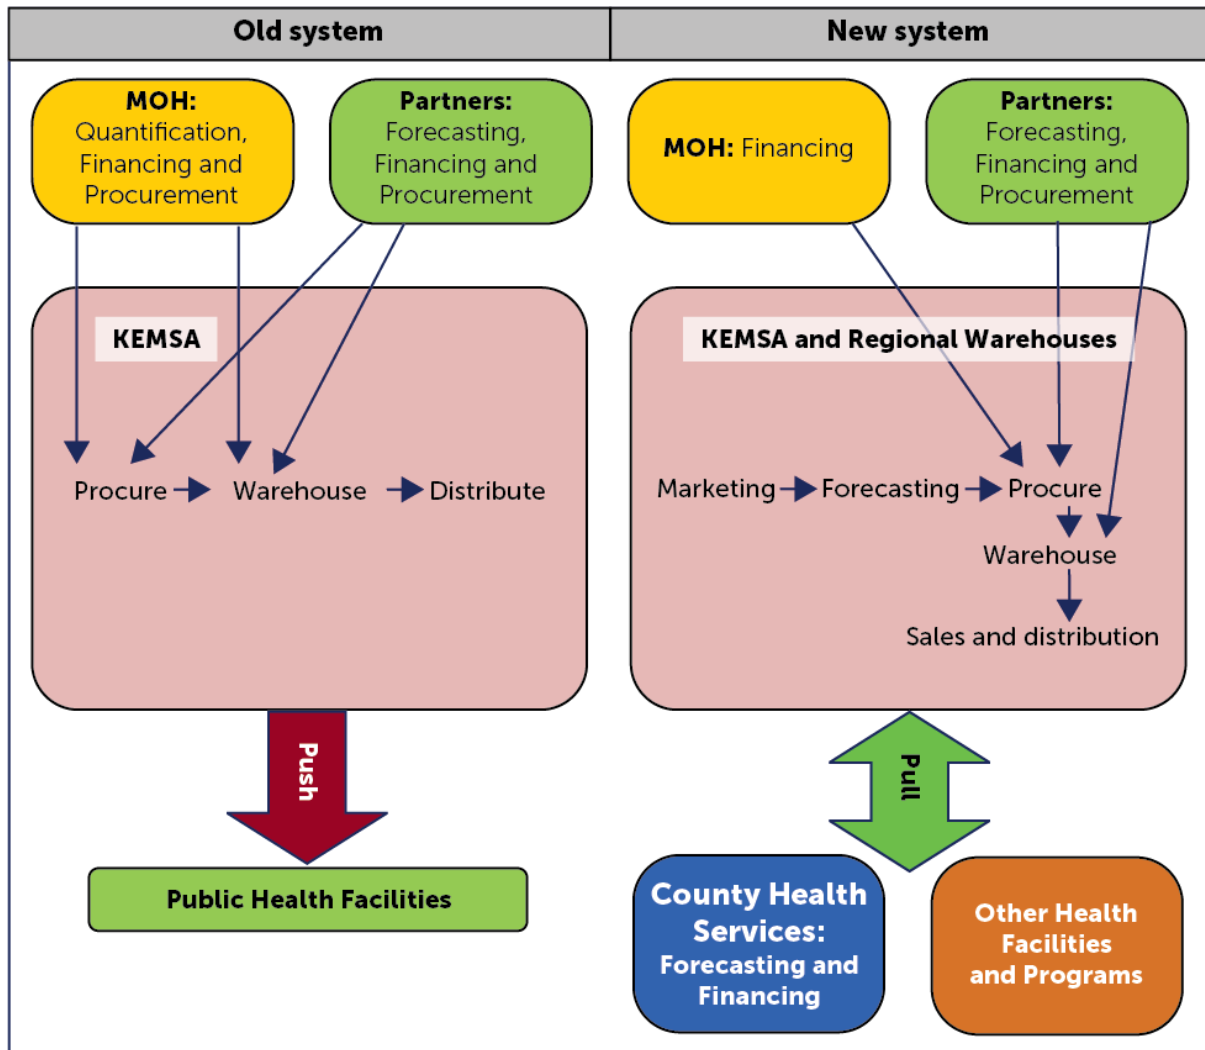 Old system
New system
MOH:
Quantification,
Financing and
Procurement
Partners:
Forecasting,
Financing and
Procurement
MOH: Financing
Partners:
Forecasting,
Financing and
Procurement
KEMSA
Procure
Warehouse
Distribute
KEMSA and Regional Warehouses
Marketing
Forecasting
Procure
Warehouse
Sales and distribution
Push
Public Health Facilities
Pull
County Health
Services:
Forecasting and
Financing
Other Health
Facilities
and Programs